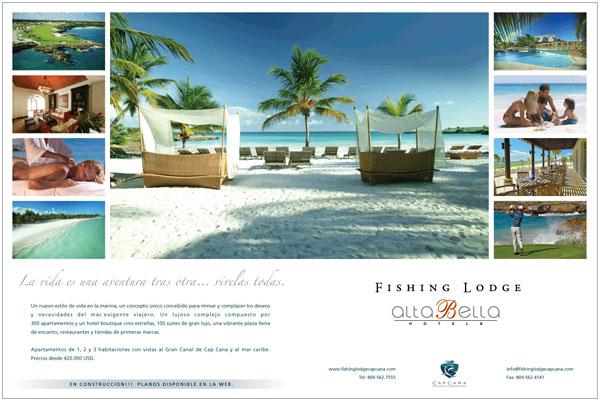 La vida es una aventura tras otra... vívelas todas.
Un nuevo estilo de vida en la marina, un concepto único concebido para mimar y complacer los deseos
y necesidades del más exigente viajero. Un lujoso complejo compuesto por
300 apartamentos y un hotel boutique cino estrellas, 100 suites de gran lujo, una vibrante plaza llena
de encanto, restaurantes y tiendas de primeras marcas.
Apartamentos de 1, 2 y 3 habitaciones con vistas al Gran Canal de Cap Cana y al mar caribe.
Precios desde 420.000 USD.
EN CONSTRUCCION!!! PLANOS DISPONIBLE EN LA WEB.
FISHING LODGE
altaBella
HOTELS
www.fishinglodgecapcana.com
Tel: 809.562.7555
CAPCANA
info@fishinglodgecapcana.com
Fax: 809.562.4141